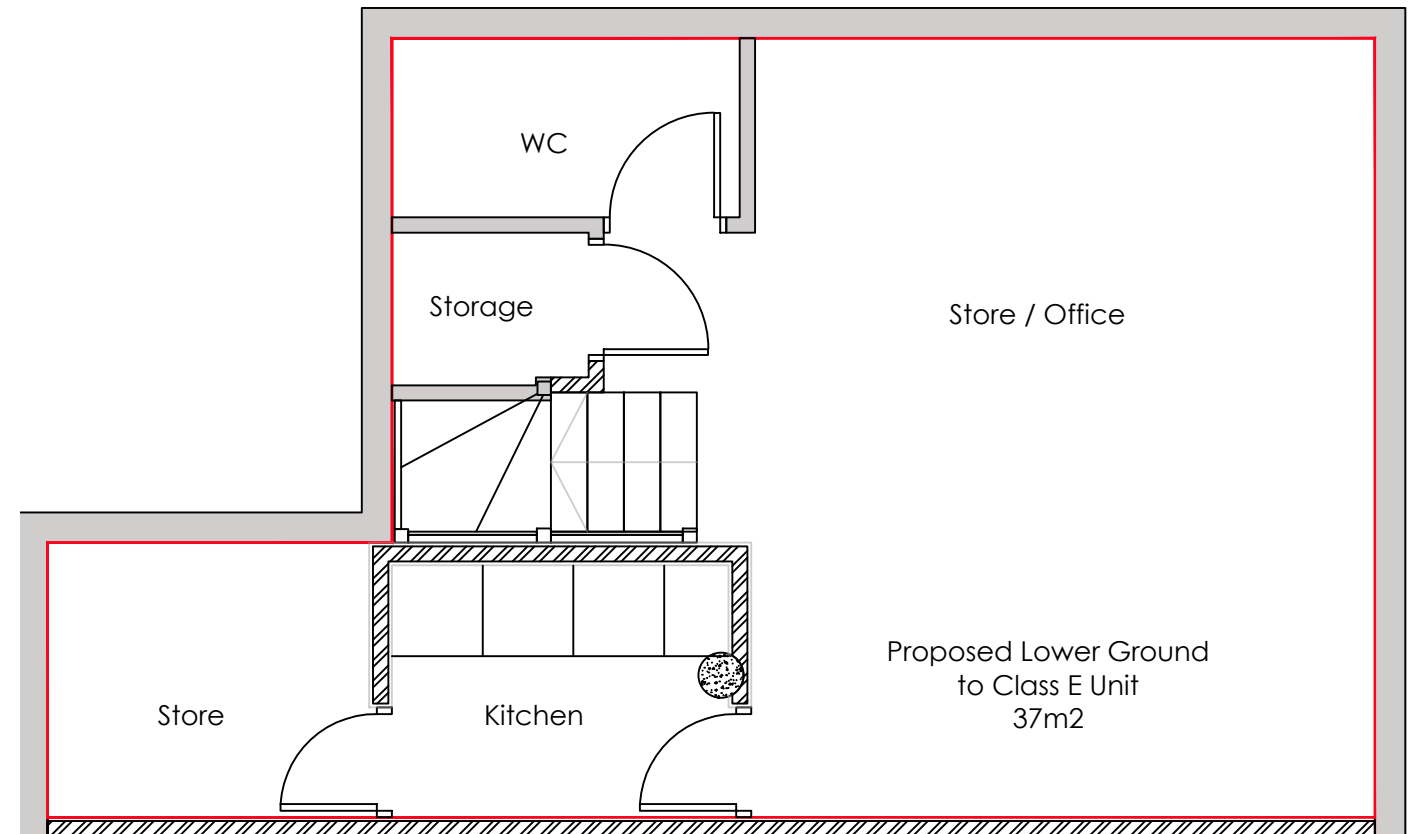 WC
Storage
Store / Office
Proposed Lower Ground
to Class E Unit
37m2
Store
Kitchen